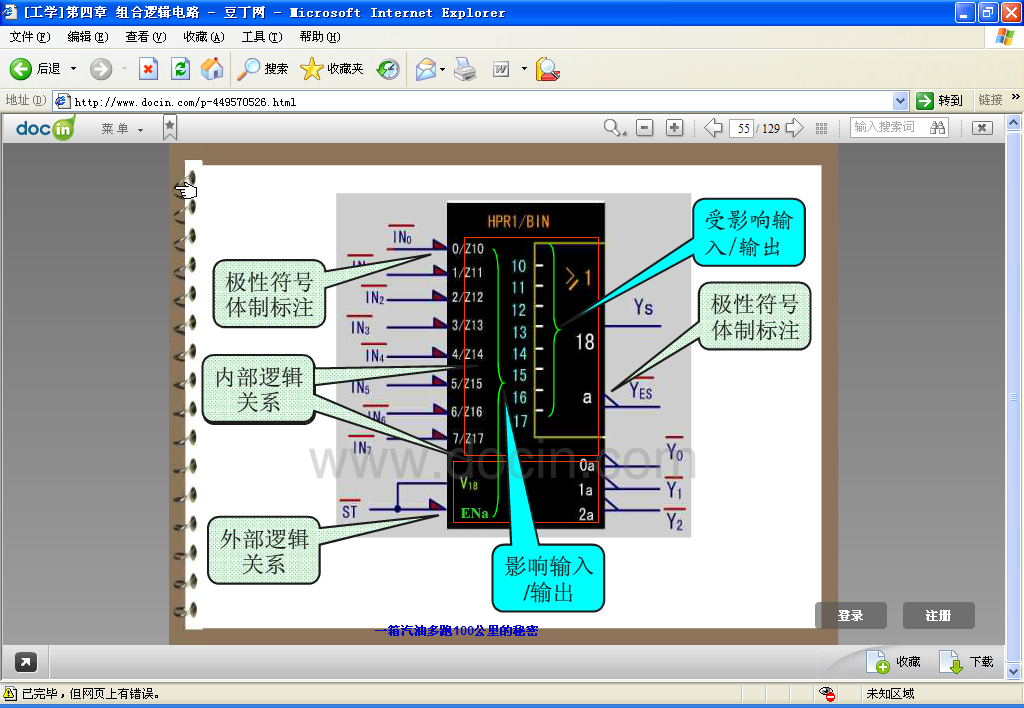 [工学]第四章 组合逻辑电路 - 豆丁网 - Microsoft Internet Explorer
文件(F) 编辑(E) 查看(V) 收藏(A) 工具(T) 帮助(H)
后退 搜索 收藏夹
地址(D) http://www.docin.com/p-449570526.html 转到 链接 »
docin 菜单 55 / 129 输入搜索词
HPR1/BIN
受影响输
入/输出
IN0
0/Z10
1/Z11
IN2 2/Z12
IN3 3/Z13
IN4 4/Z14
IN5 5/Z15
IN6 6/Z16
IN7 7/Z17
10
11
12
13
14
15
16
17
≥1
18
a
Ys
YES
极性符号
体制标注
极性符号
体制标注
内部逻辑
关系
www.docin.com
0a Y0
1a Y1
2a Y2
V18
ST ENa
外部逻辑
关系
影响输入
/输出
登录 注册
一箱汽油多跑100公里的秘密
收藏 下载
已完毕，但网页上有错误。 未知区域